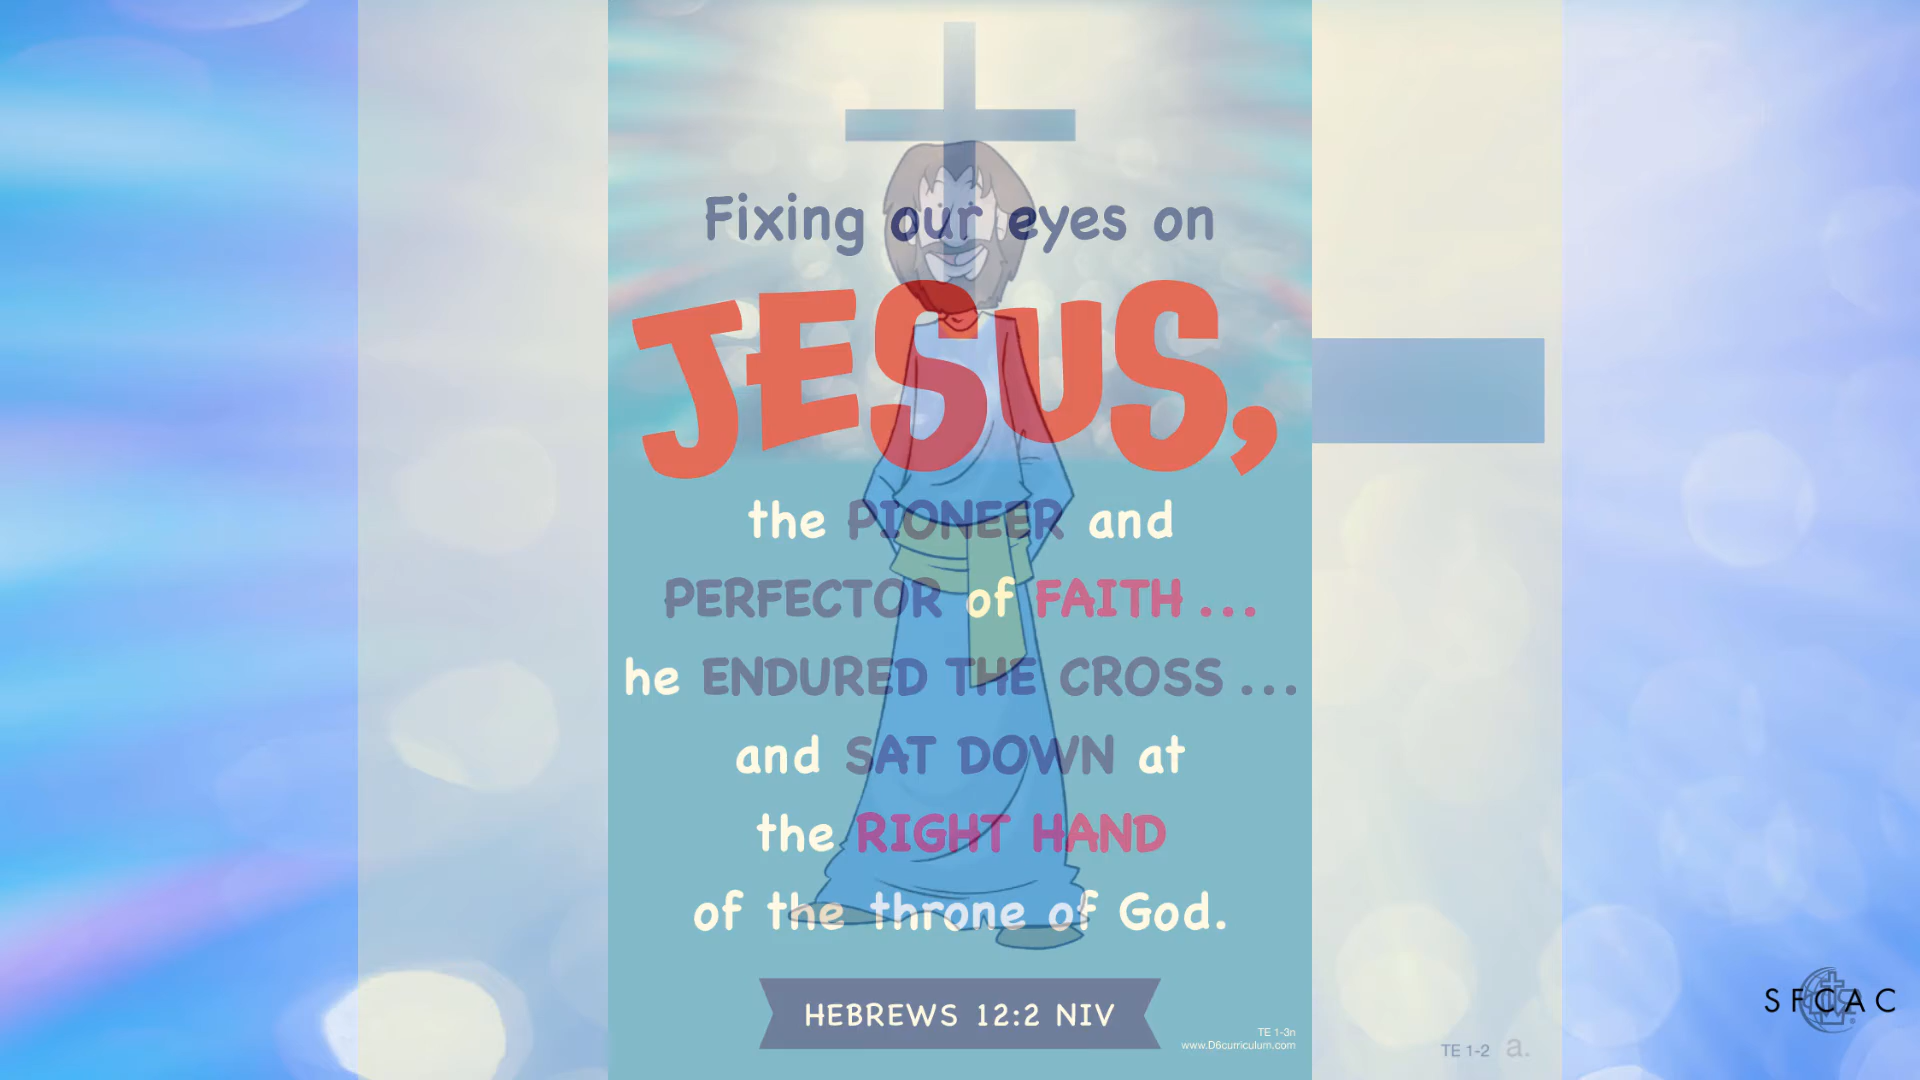 Fixing our eyes on
JESUS,
the PIONEER and
PERFECTOR of FAITH ...
he ENDURED THE CROSS ...
and SAT DOWN at
the RIGHT HAND
of the throne of God.
HEBREWS 12:2 NIV
TE 1-3n
www.D6curriculum.com
TE 1-2 a.
SFCAC